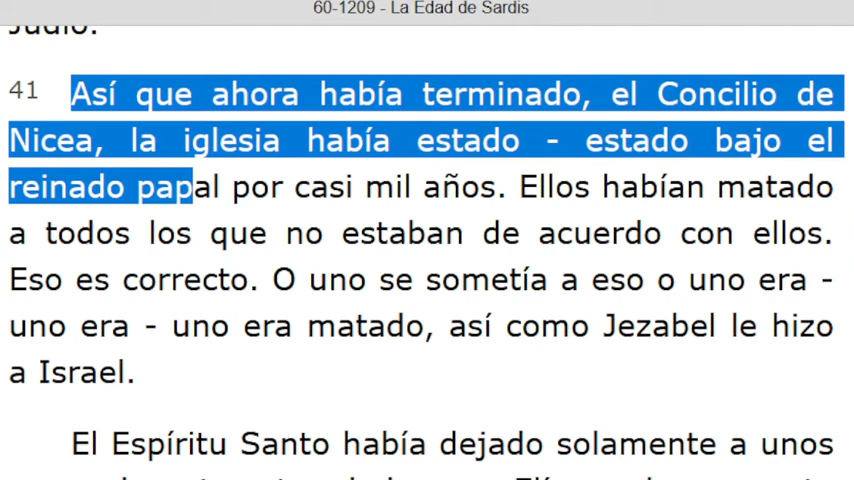 60-1209 - La Edad de Sardis
Judío.
41 Así que ahora había terminado, el Concilio de
Nicea, la iglesia había estado - estado bajo el
reinado papal por casi mil años. Ellos habían matado
a todos los que no estaban de acuerdo con ellos.
Eso es correcto. O uno se sometía a eso o uno era -
uno era - uno era matado, así como Jezabel le hizo
a Israel.
El Espíritu Santo había dejado solamente a unos